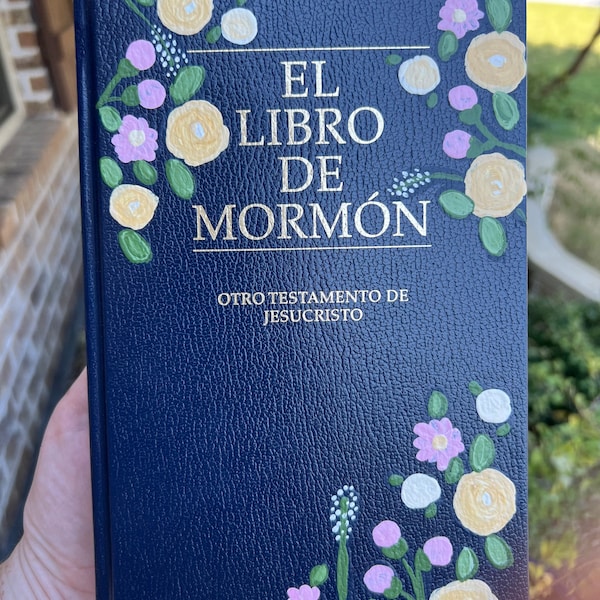 EL
LIBRO
DE
MORMÓN
OTRO TESTAMENTO DE
JESUCRISTO